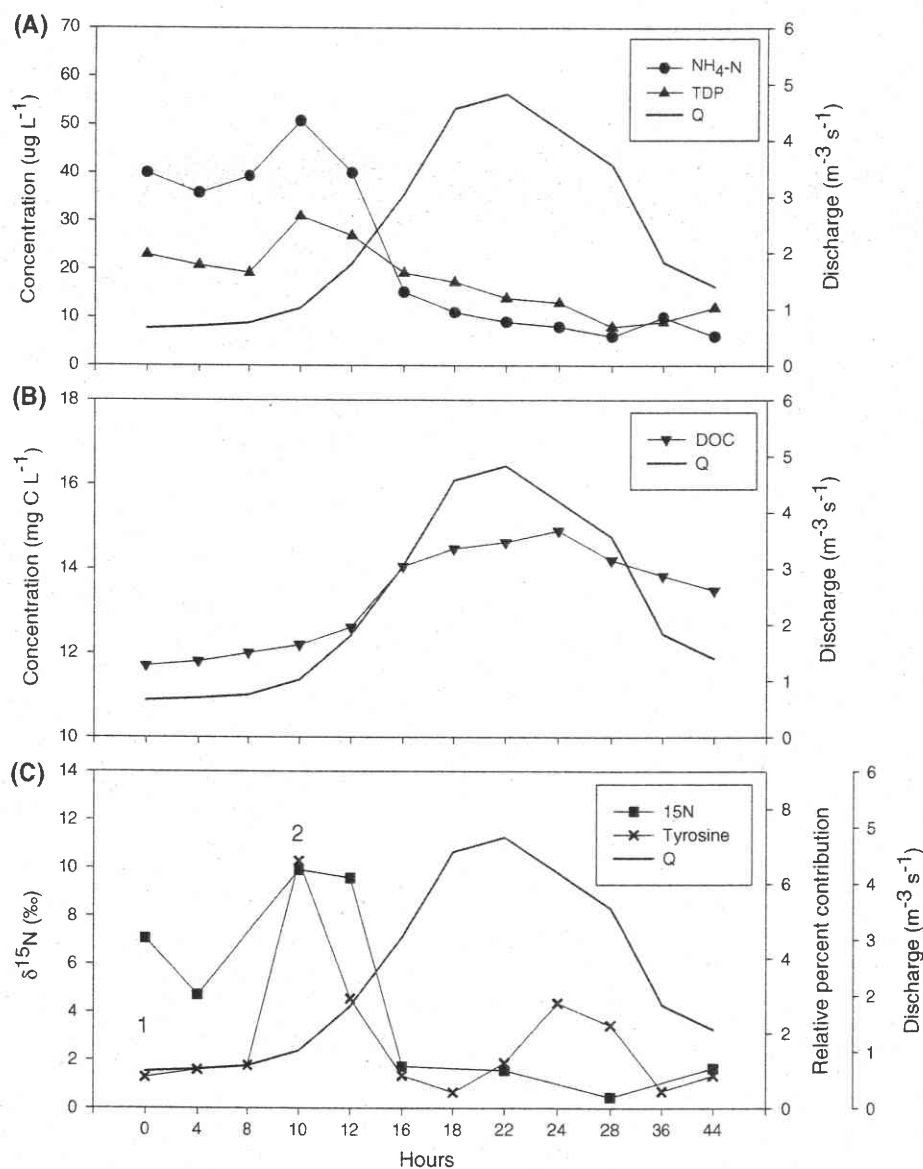 (A)
70
60
50
40
30
20
10
0
Concentration (ug L⁻¹)
NH₄-N
TDP
Q
6
5
4
3
2
1
0
Discharge (m⁻³ s⁻¹)
(B)
18
16
14
12
10
Concentration (mg C L⁻¹)
DOC
Q
6
5
4
3
2
1
0
Discharge (m⁻³ s⁻¹)
(C)
14
12
10
8
6
4
2
0
δ¹⁵N (‰)
1
2
15N
Tyrosine
Q
8
6
4
2
0
Relative percent contribution
6
5
4
3
2
1
0
Discharge (m⁻³ s⁻¹)
0 4 8 10 12 16 18 22 24 28 36 44
Hours